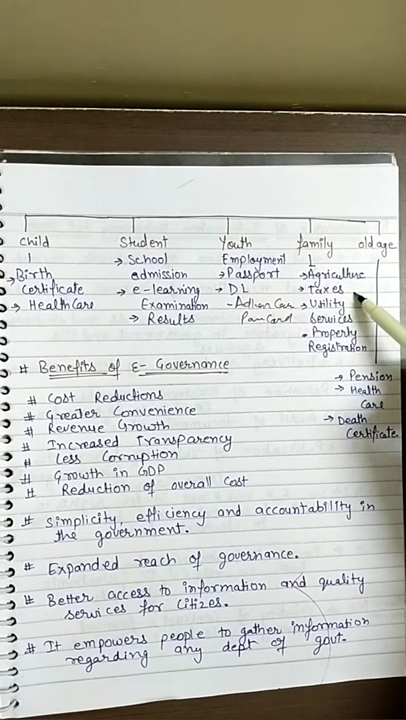 child Student Youth family old age
→ Birth certificate
→ HealthCare
→ School admission
→ e-learning
Examination
→ Results
Employment
→ Passport
→ DL
- Adher Car
Pan Card
→ Agriculture
→ Taxes
→ Utility Services
• Property Registration
→ Pension
→ Health Care
→ Death Certificate
# Benefits of E-Governance
# Cost Reductions
# Greater Convenience
# Revenue Growth
# Increased Transparency
# Less Corruption
# Growth in GDP
# Reduction of overall cost
# Simplicity, efficiency and accountability in
the government.
# Expanded reach of governance.
# Better access to information and quality
services for citizes.
# It empowers people to gather information
regarding any dept of govt.